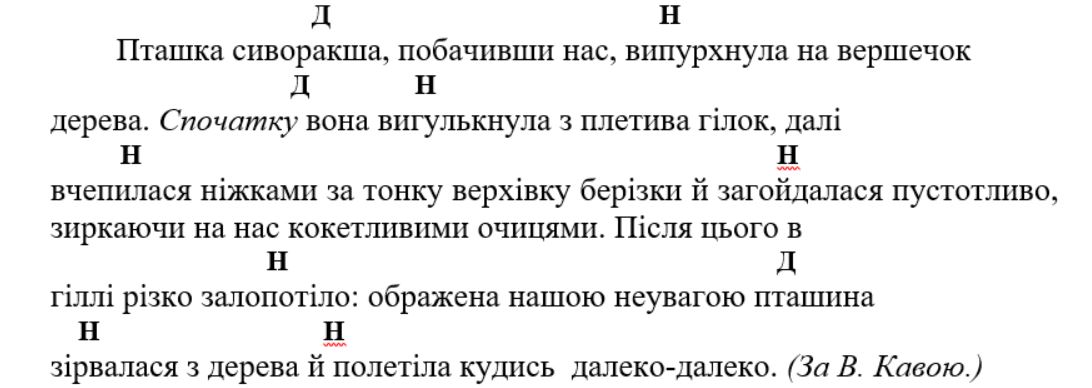 Д Н
Пташка сиворакша, побачивши нас, випурхнула на вершечок
Д Н
дерева. Спочатку вона вигулькнула з плетива гілок, далі
Н Н
вчепилася ніжками за тонку верхівку берізки й загойдалася пустотливо,
зиркаючи на нас кокетливими очицями. Після цього в
Н Д
гіллі різко залопотіло: ображена нашою неувагою пташина
Н Н
зірвалася з дерева й полетіла кудись далеко-далеко. (За В. Кавою.)